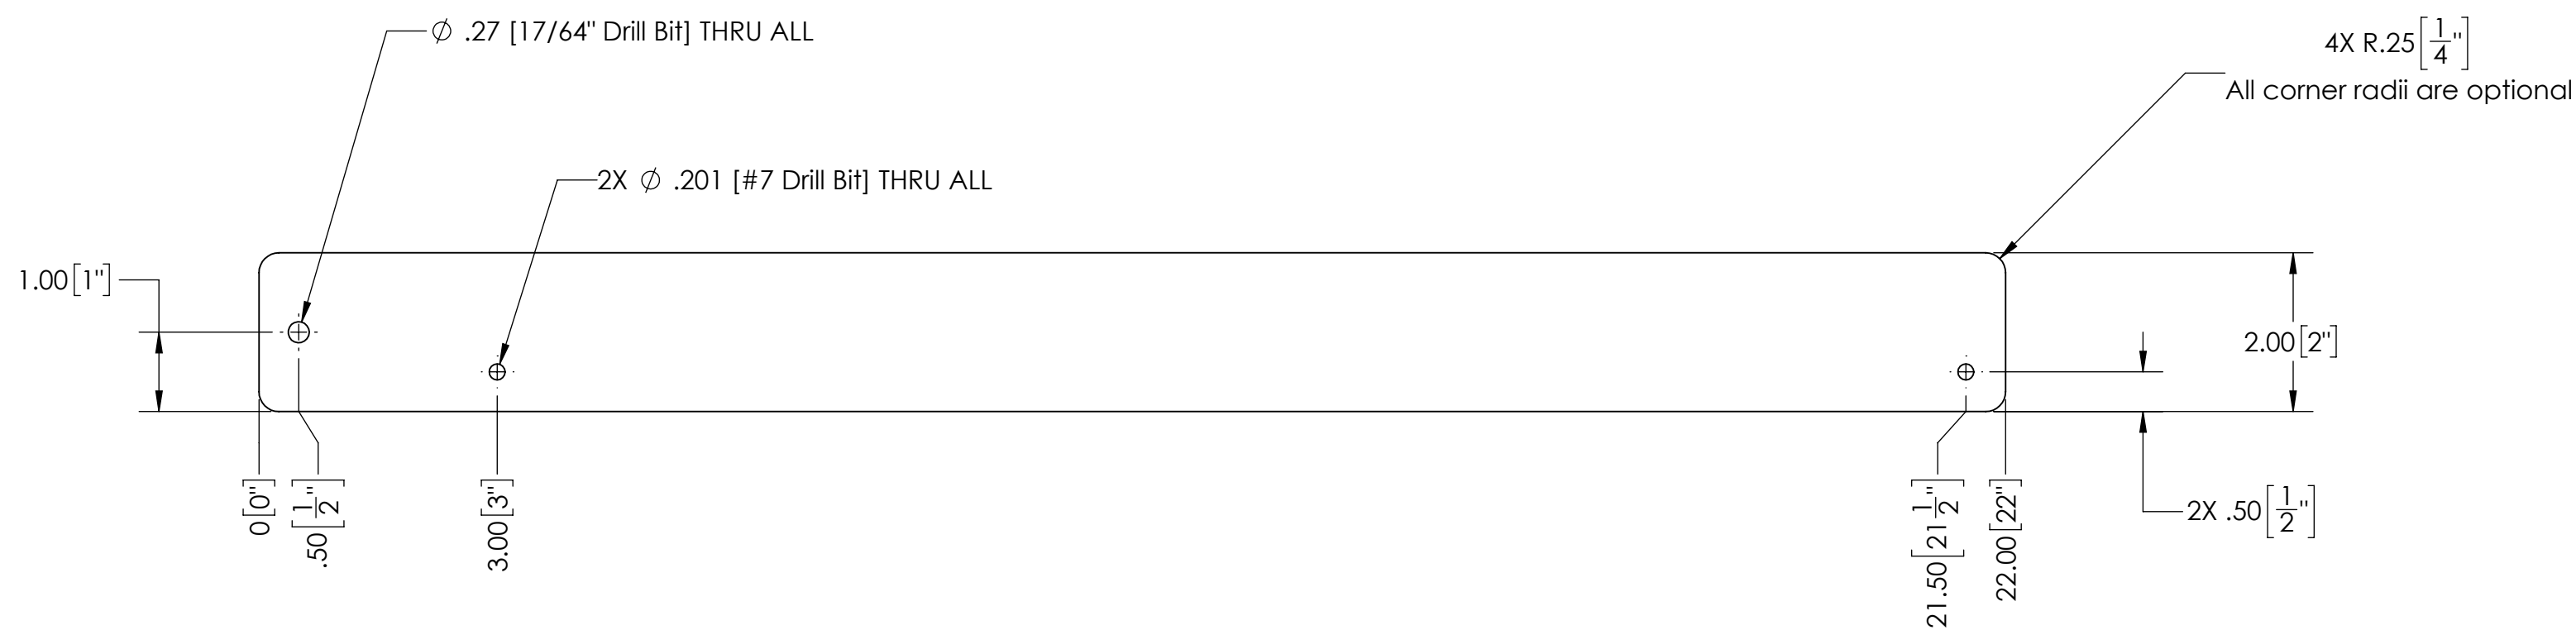 ⌀ .27 [17/64" Drill Bit] THRU ALL
4X R.25[1/4"]
All corner radii are optional
2X ⌀ .201 [#7 Drill Bit] THRU ALL
1.00[1"]
2.00[2"]
0[0"]
.50[1/2"]
3.00[3"]
21.50[21 1/2"]
22.00[22"]
2X .50[1/2"]